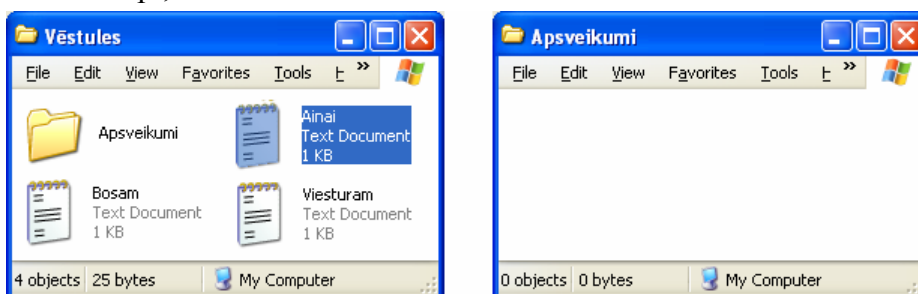 Vēstules
File Edit View Favorites Tools »
Apsveikumi
Ainai
Text Document
1 KB
Bosam
Text Document
1 KB
Viesturam
Text Document
1 KB
4 objects 25 bytes My Computer
Apsveikumi
File Edit View Favorites Tools »
0 objects 0 bytes My Computer